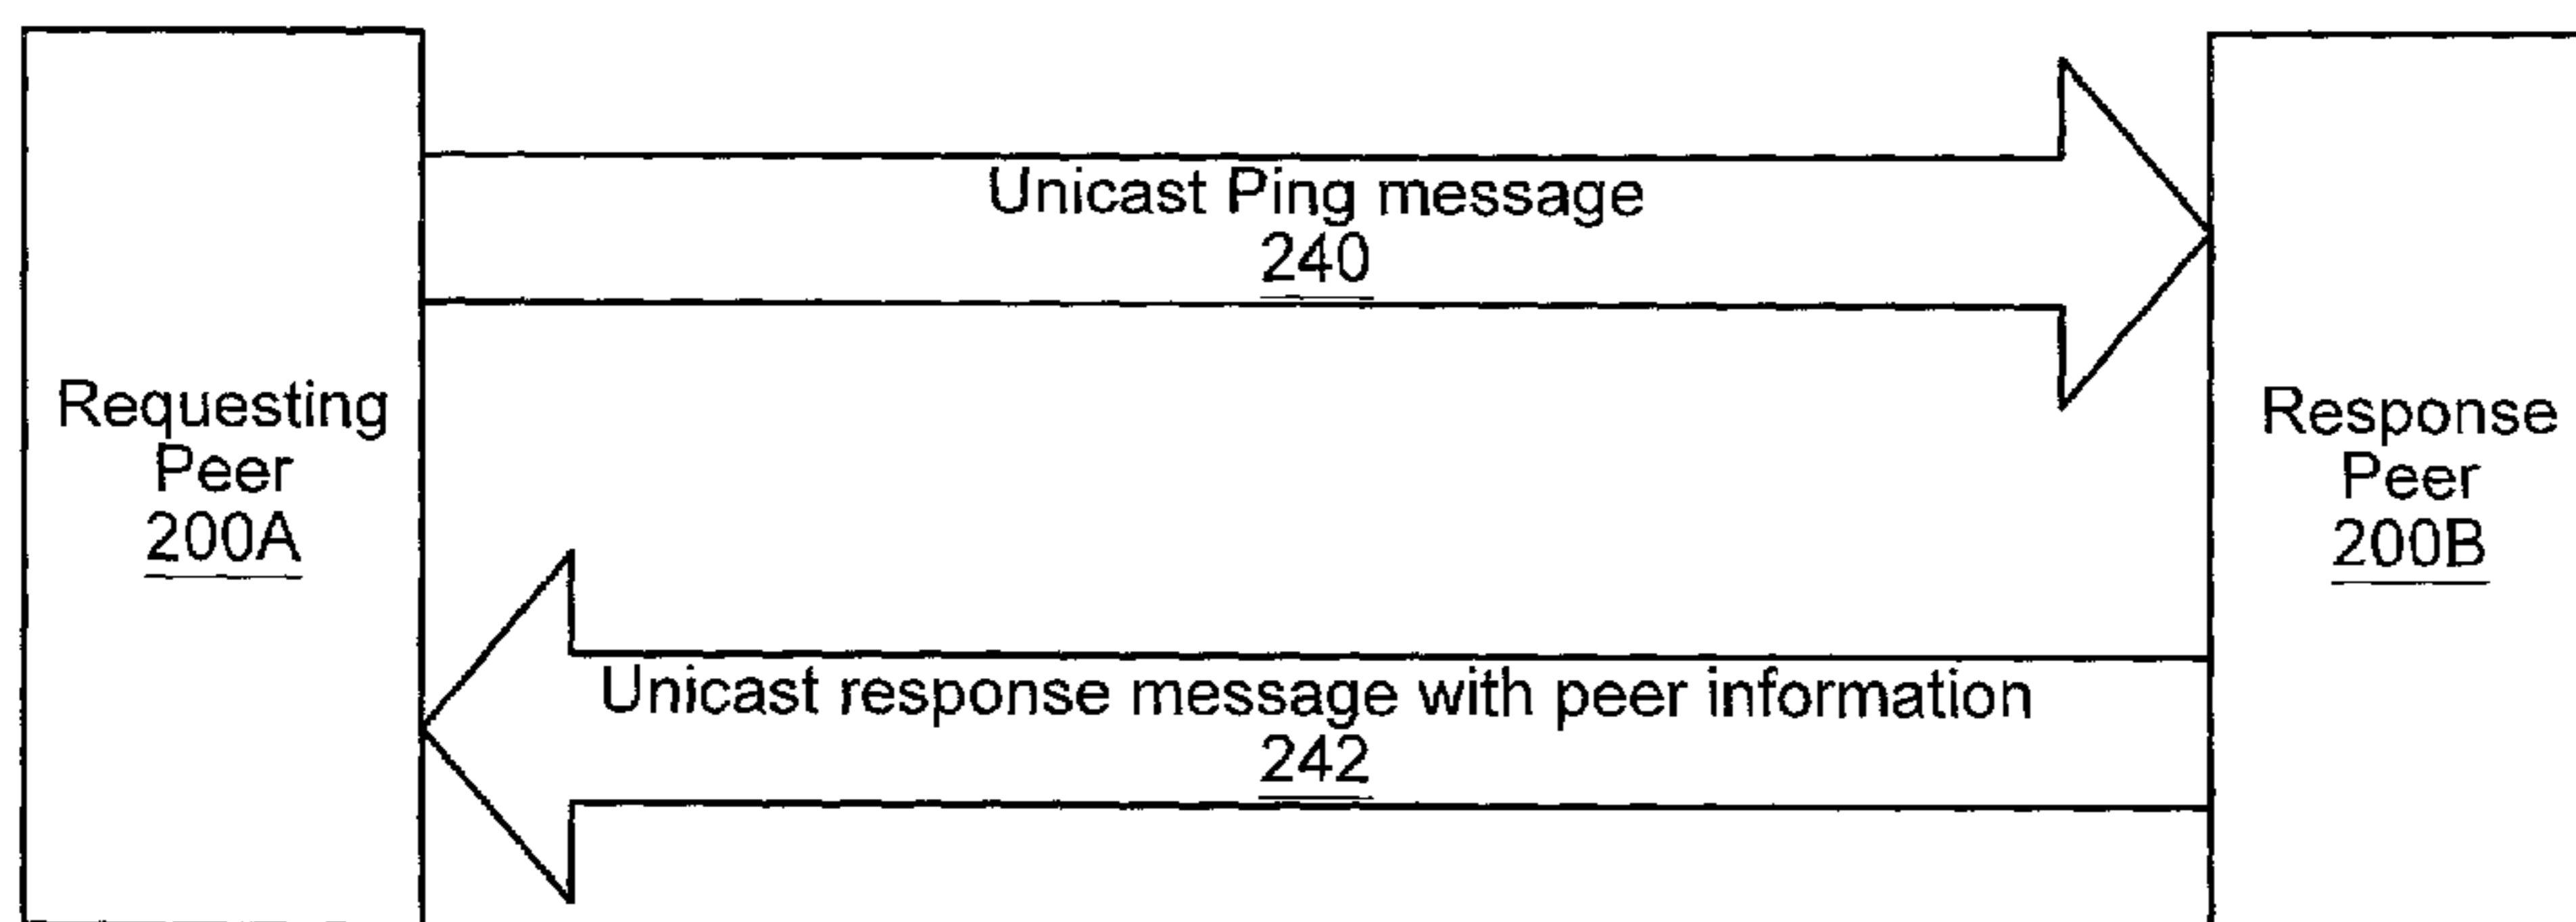 Unicast Ping message
240
Requesting
Peer
200A
Response
Peer
200B
Unicast response message with peer information
242